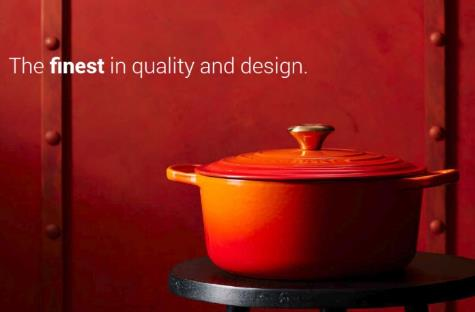 The finest in quality and design.